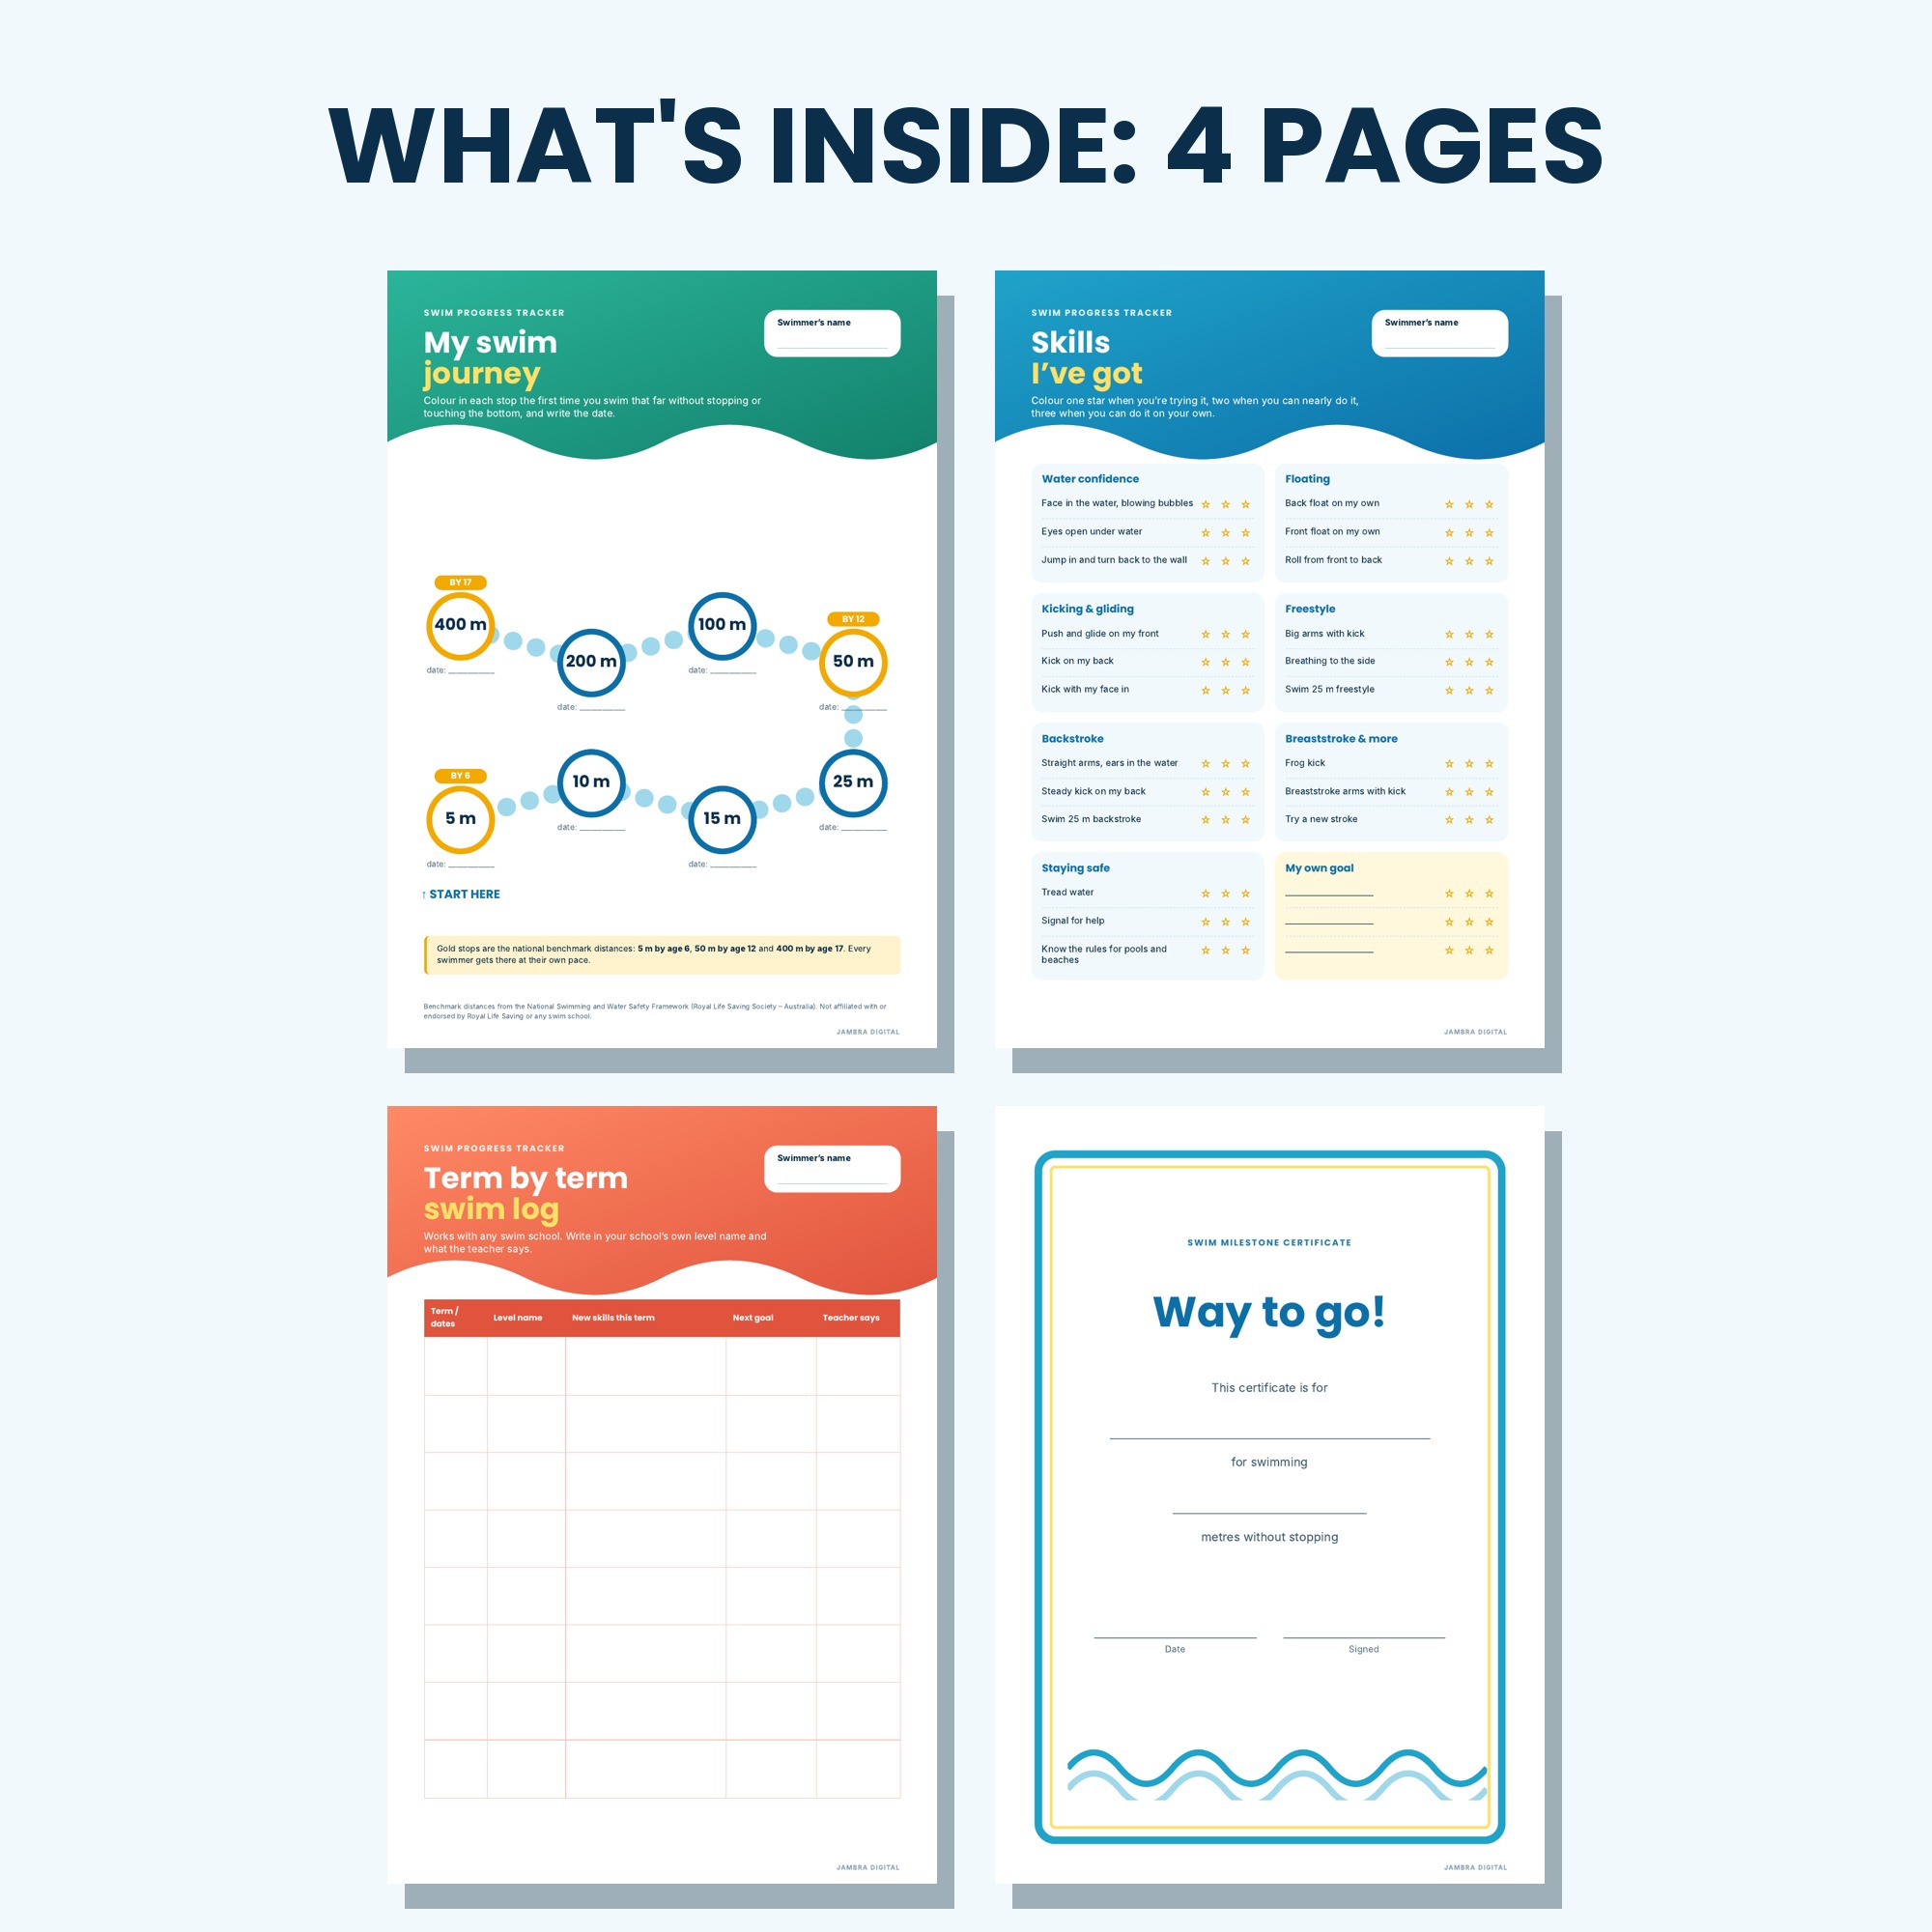 WHAT'S INSIDE: 4 PAGES
SWIM PROGRESS TRACKER
My swim
journey
Colour in each stop the first time you swim that far without stopping or
touching the bottom, and write the date.
Swimmer's name
BY 17
400 m
date:
200 m
date:
100 m
date:
BY 12
50 m
date:
BY 6
5 m
date:
10 m
date:
15 m
date:
25 m
date:
↑ START HERE
Gold stops are the national benchmark distances: 5 m by age 6, 50 m by age 12 and 400 m by age 17. Every
swimmer gets there at their own pace.
Benchmark distances from the National Swimming and Water Safety Framework (Royal Life Saving Society – Australia). Not affiliated with or
endorsed by Royal Life Saving or any swim school.
JAMBRA DIGITAL
SWIM PROGRESS TRACKER
Skills
I've got
Colour one star when you're trying it, two when you can nearly do it,
three when you can do it on your own.
Swimmer's name
Water confidence
Face in the water, blowing bubbles
Eyes open under water
Jump in and turn back to the wall
Floating
Back float on my own
Front float on my own
Roll from front to back
Kicking & gliding
Push and glide on my front
Kick on my back
Kick with my face in
Freestyle
Big arms with kick
Breathing to the side
Swim 25 m freestyle
Backstroke
Straight arms, ears in the water
Steady kick on my back
Swim 25 m backstroke
Breaststroke & more
Frog kick
Breaststroke arms with kick
Try a new stroke
Staying safe
Tread water
Signal for help
Know the rules for pools and
beaches
My own goal
JAMBRA DIGITAL
SWIM PROGRESS TRACKER
Term by term
swim log
Works with any swim school. Write in your school's own level name and
what the teacher says.
Swimmer's name
Term /
dates
Level name
New skills this term
Next goal
Teacher says
JAMBRA DIGITAL
SWIM MILESTONE CERTIFICATE
Way to go!
This certificate is for
for swimming
metres without stopping
Date
Signed
JAMBRA DIGITAL